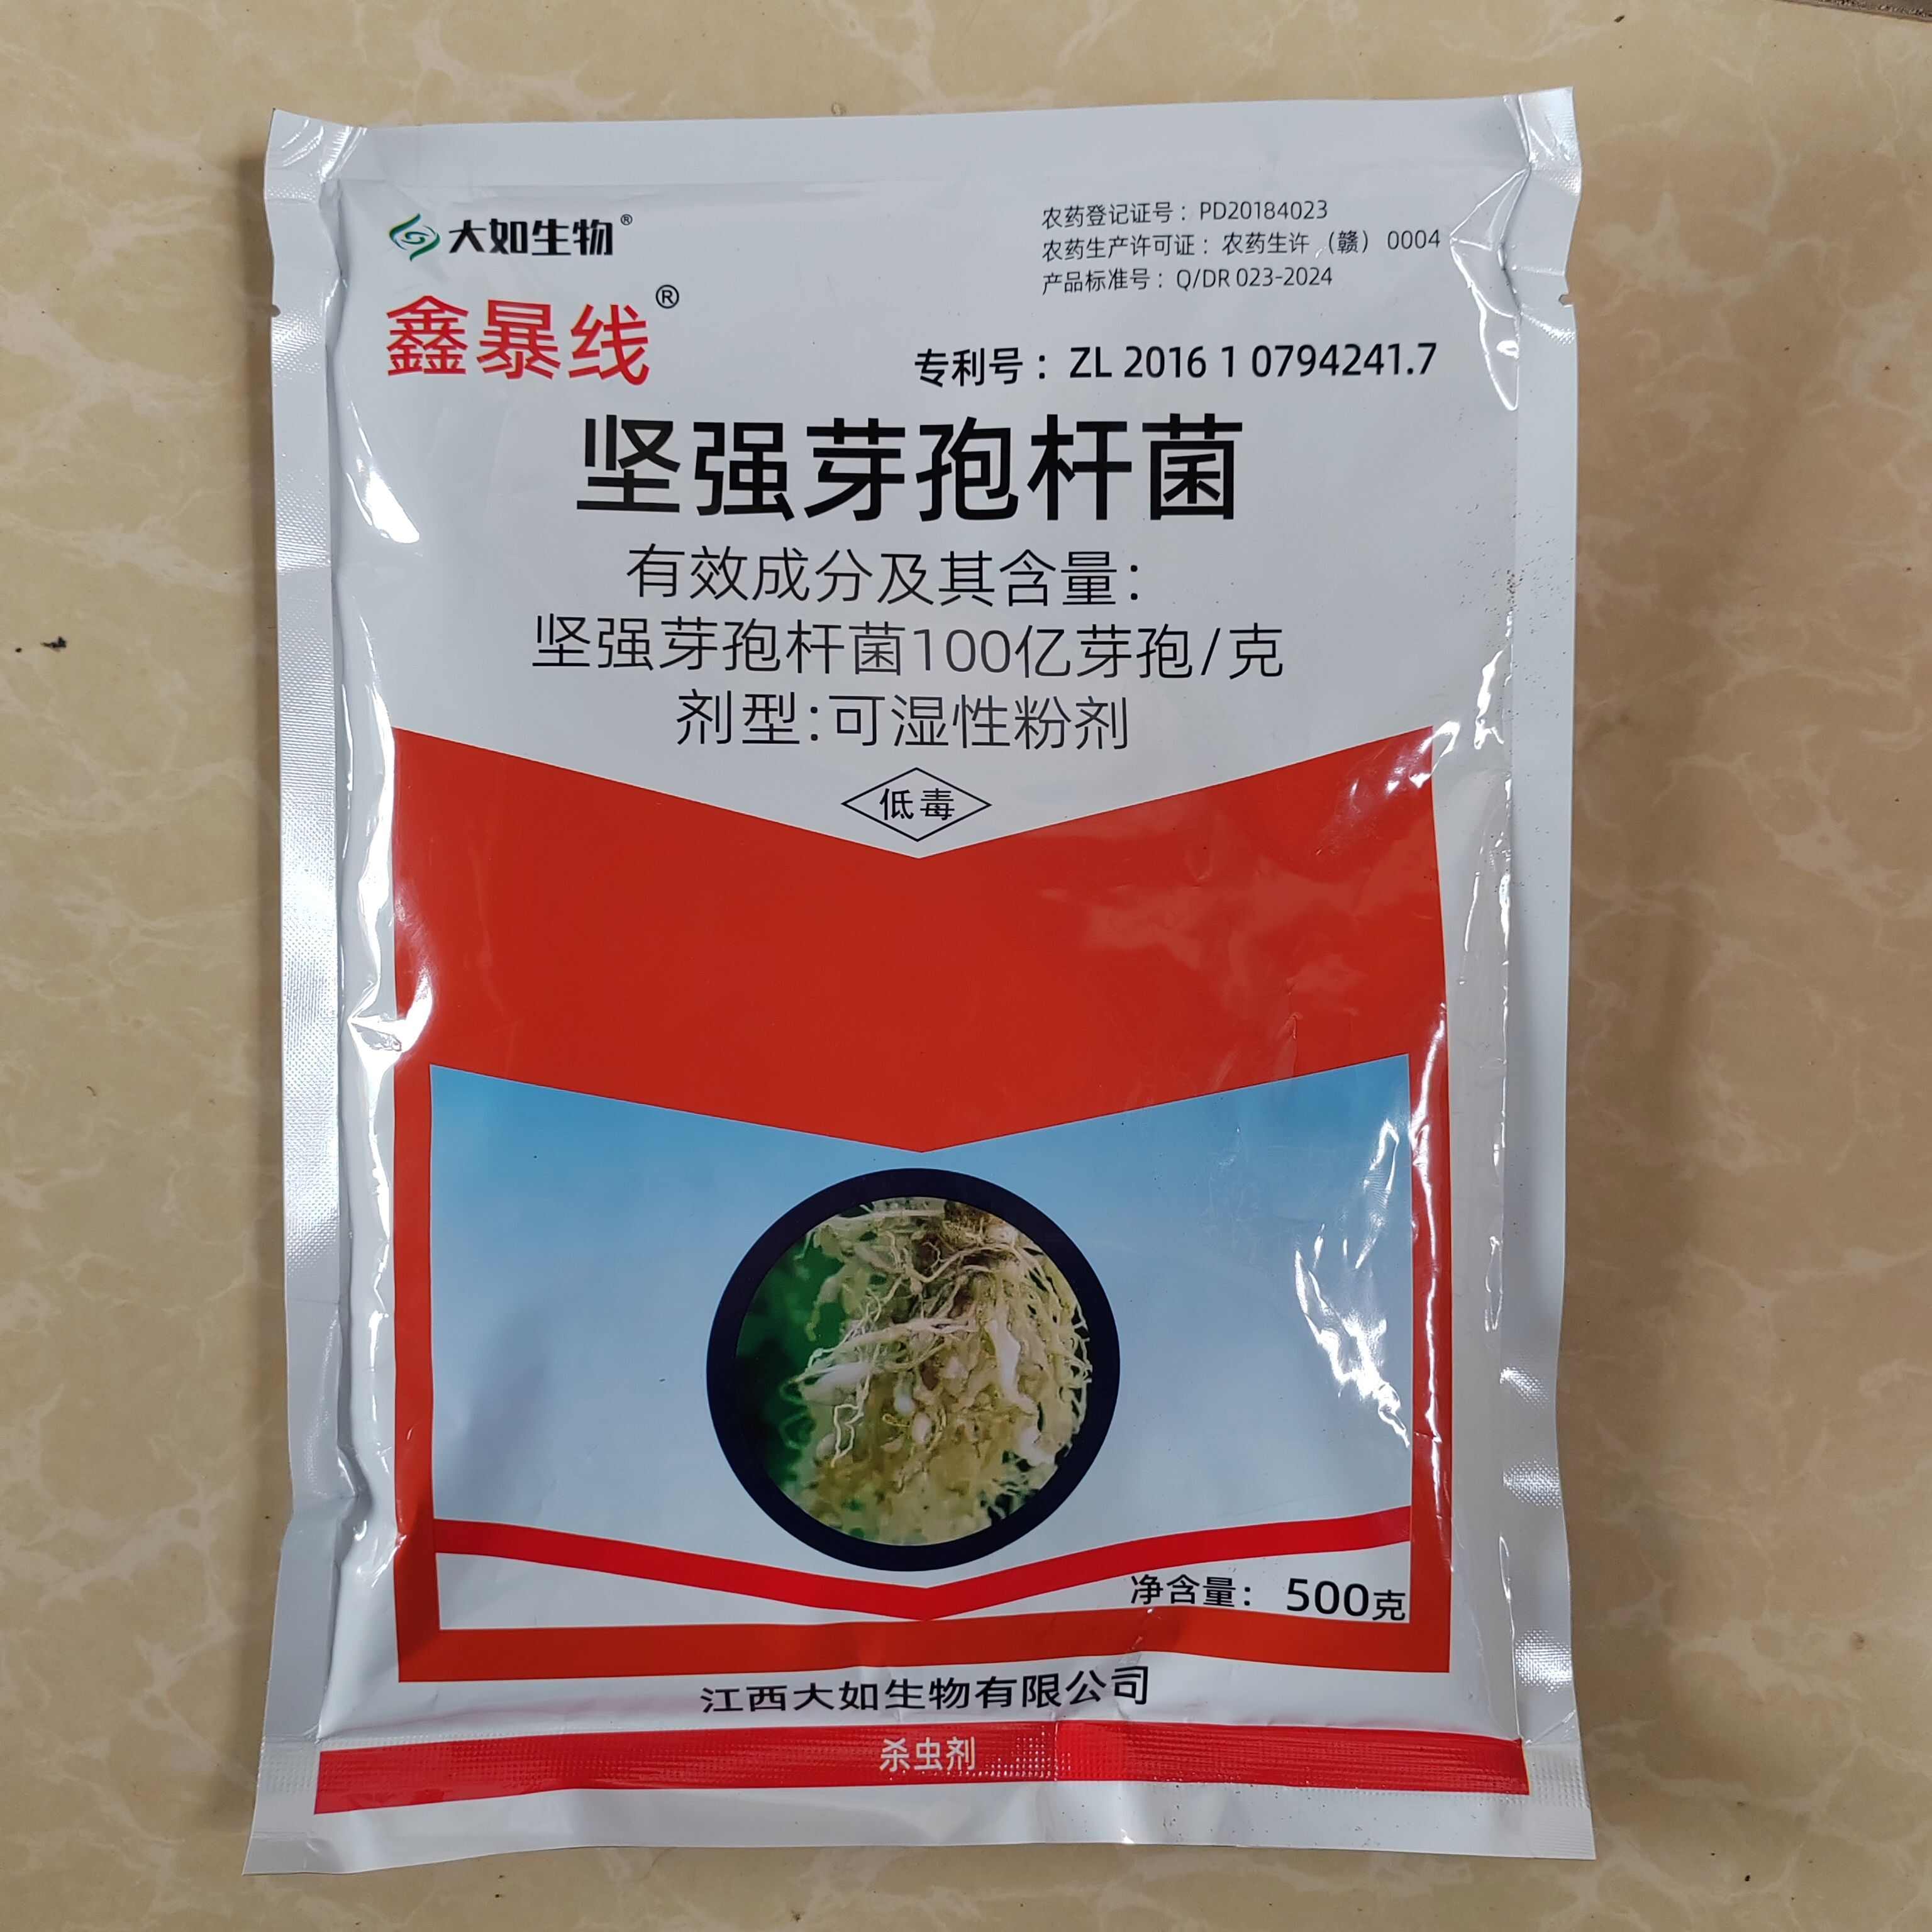 大如生物®
鑫暴线®
农药登记证号：PD20184023
农药生产许可证：农药生许（赣）0004
产品标准号：Q/DR 023-2024
专利号：ZL 2016 1 0794241.7
坚强芽孢杆菌
有效成分及其含量：
坚强芽孢杆菌100亿芽孢/克
剂型：可湿性粉剂
低毒
净含量： 500克
江西大如生物有限公司
杀虫剂